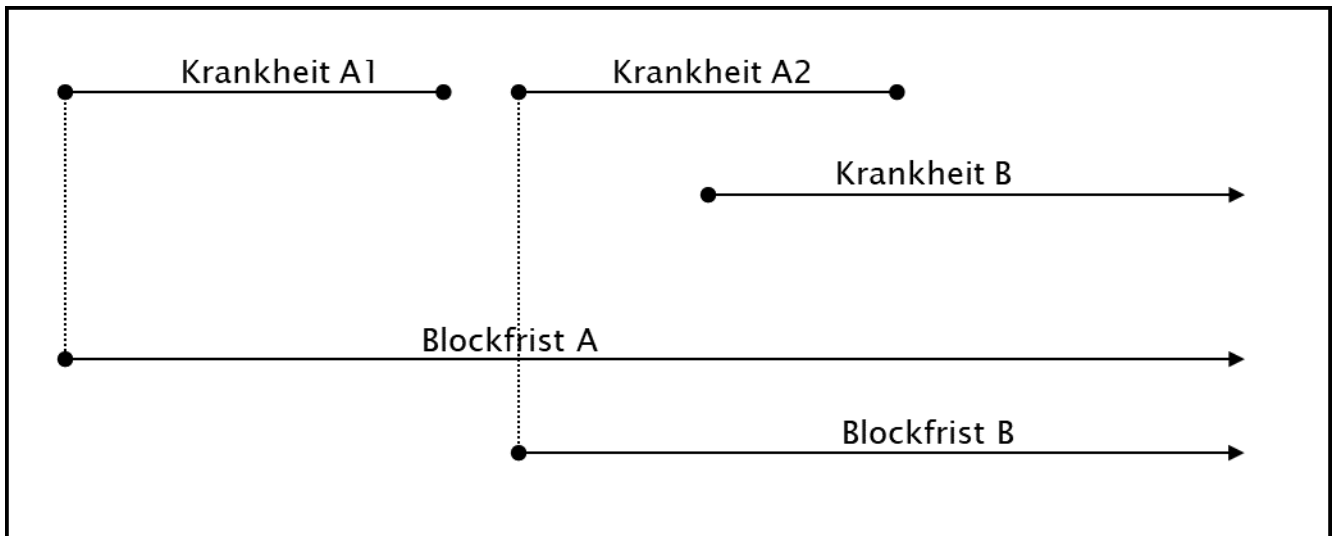 Krankheit A1
Krankheit A2
Krankheit B
Blockfrist A
Blockfrist B